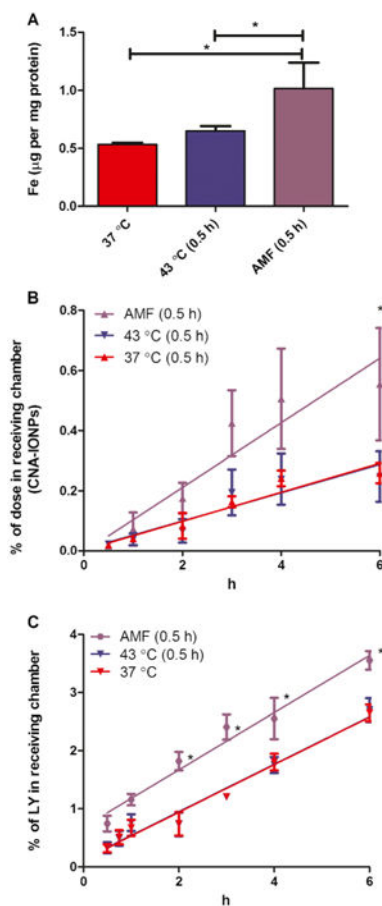 A
Fe (µg per mg protein)
1.5
1.0
0.5
0.0
*
*
37 °C
43 °C (0.5 h)
AMF (0.5 h)
B
% of dose in receiving chamber
(CNA-IONPs)
0.8
0.6
0.4
0.2
0.0
AMF (0.5 h)
43 °C (0.5 h)
37 °C (0.5 h)
*
0
2
4
6
h
C
% of LY in receiving chamber
4
3
2
1
0
AMF (0.5 h)
43 °C (0.5 h)
37 °C
*
*
*
*
0
2
4
6
h